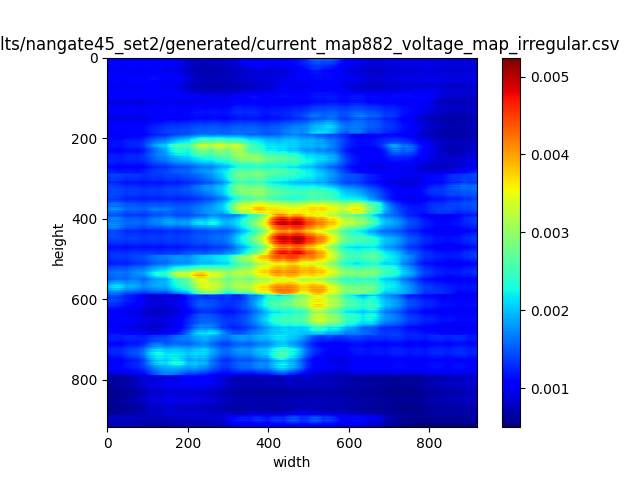 lts/nangate45_set2/generated/current_map882_voltage_map_irregular.csv
0
200
400
600
800
height
0 200 400 600 800
width
0.005
0.004
0.003
0.002
0.001